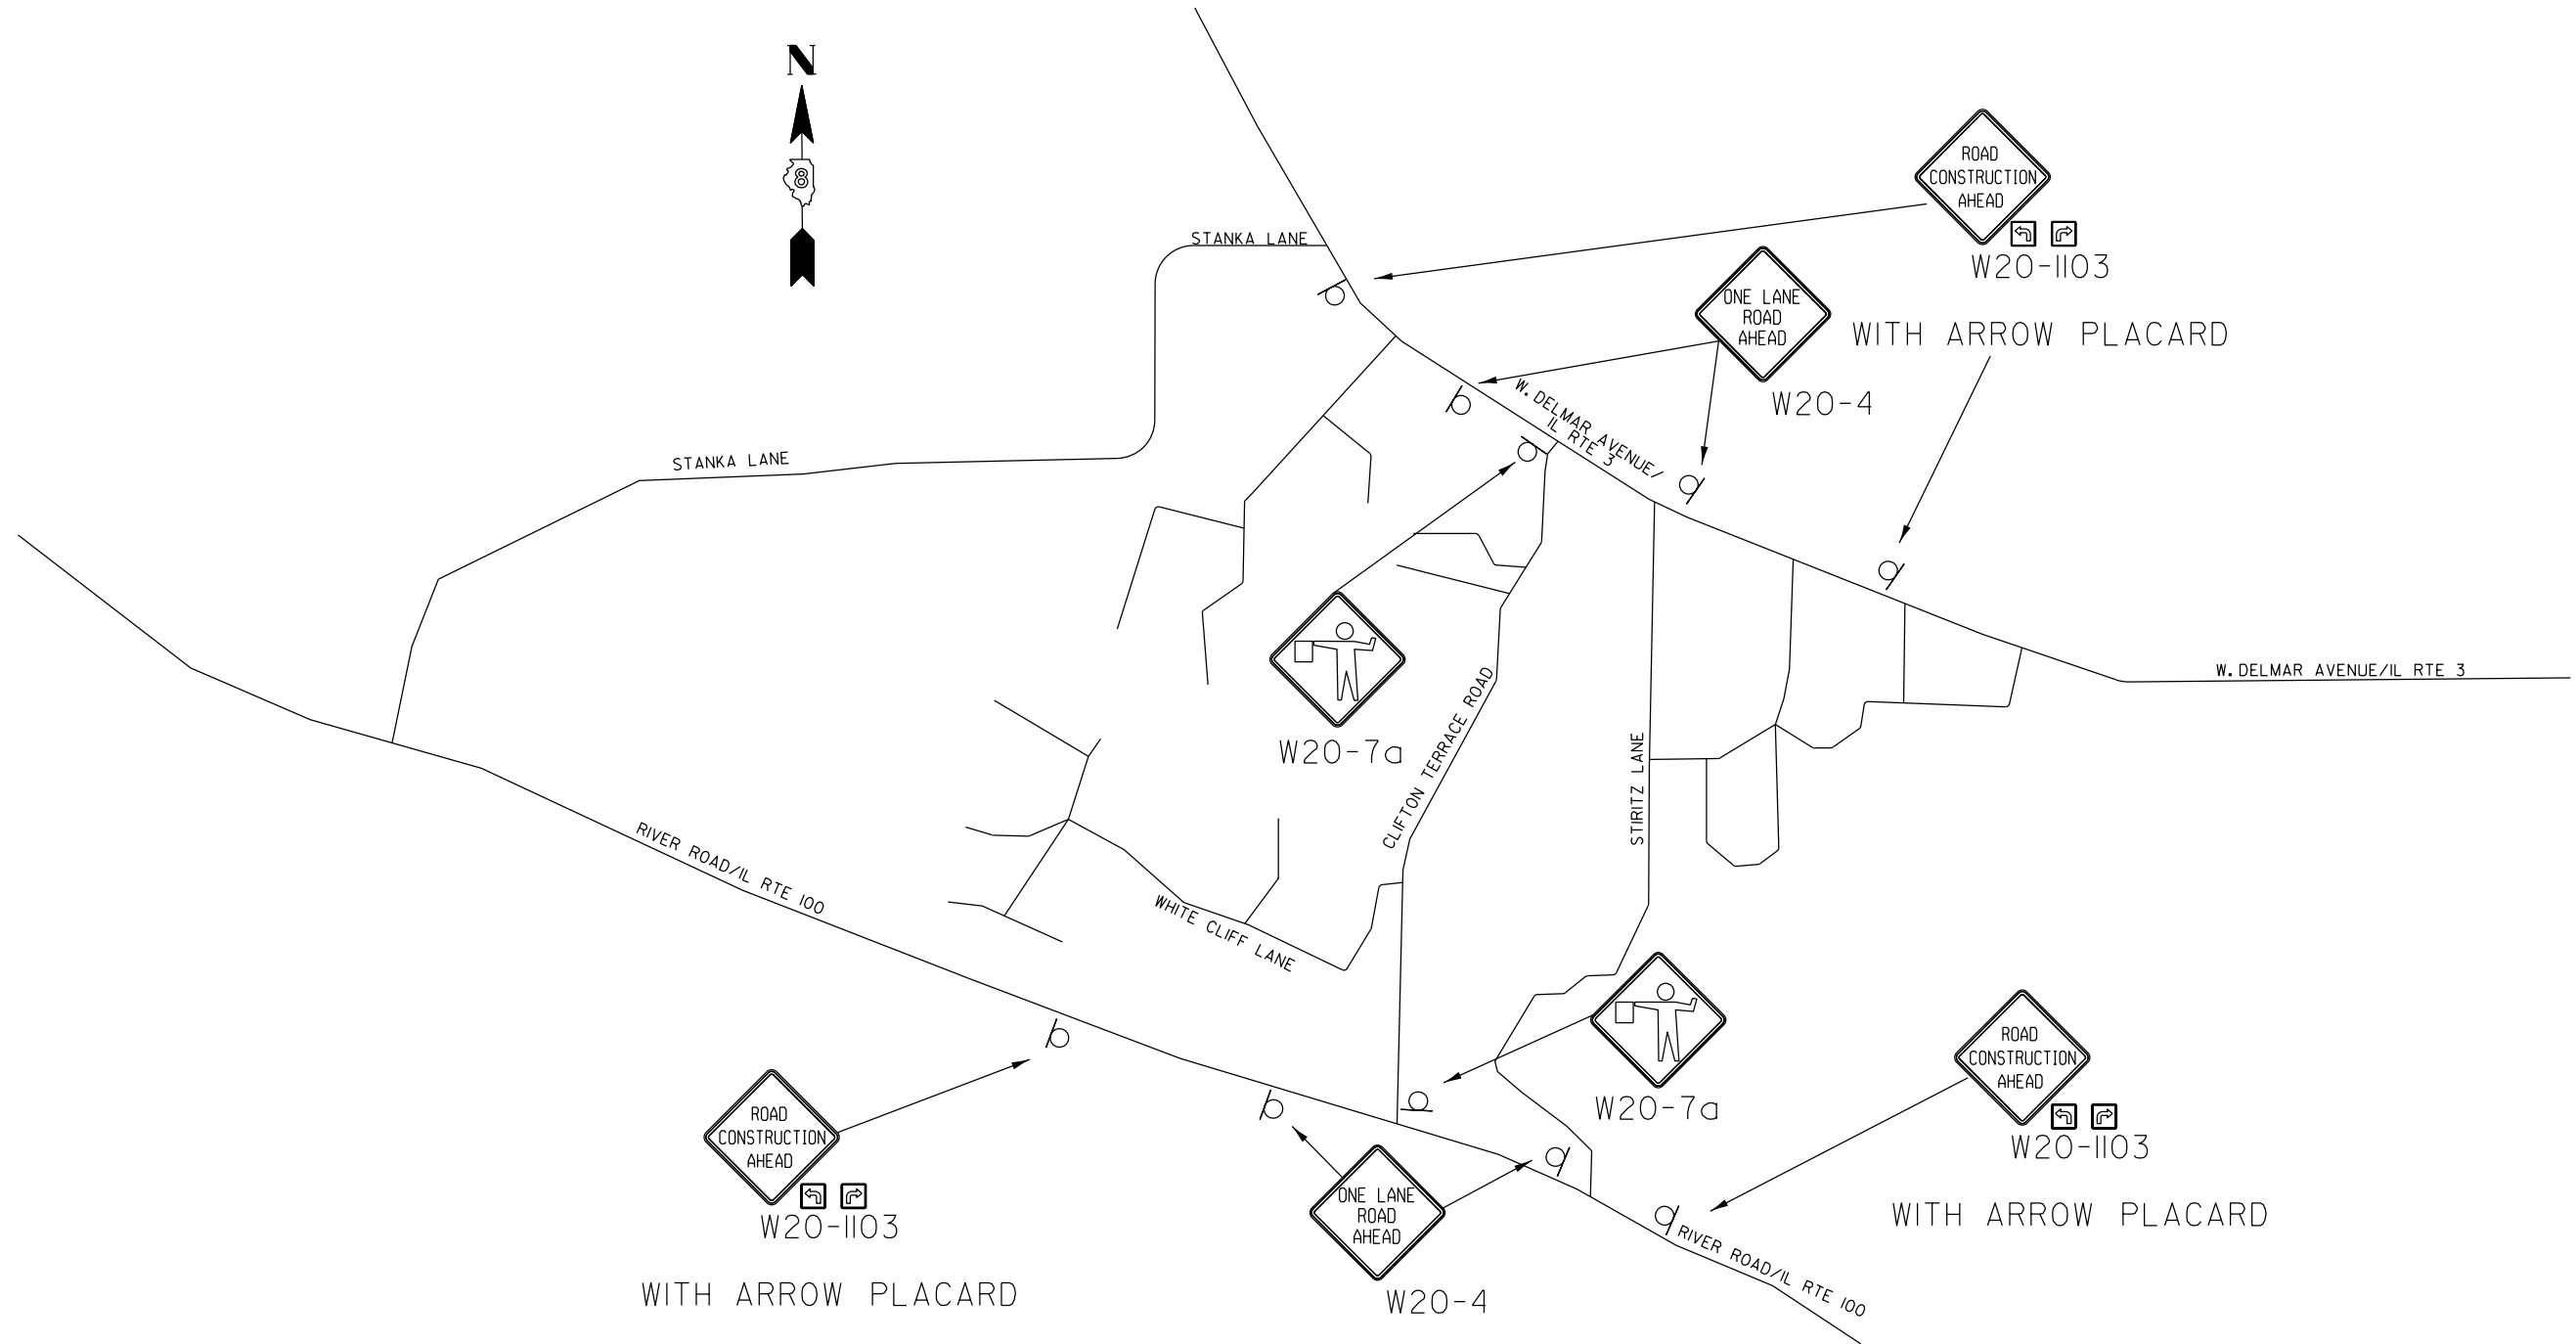 N
8
STANKA LANE
ROAD
CONSTRUCTION
AHEAD
W20-1103
WITH ARROW PLACARD
ONE LANE
ROAD
AHEAD
W20-4
W. DELMAR AVENUE/
IL RTE 3
STANKA LANE
W20-7a
W. DELMAR AVENUE/IL RTE 3
CLIFTON TERRACE ROAD
STIRITZ LANE
RIVER ROAD/IL RTE 100
WHITE CLIFF LANE
W20-7a
ROAD
CONSTRUCTION
AHEAD
W20-1103
WITH ARROW PLACARD
ROAD
CONSTRUCTION
AHEAD
W20-1103
WITH ARROW PLACARD
ONE LANE
ROAD
AHEAD
W20-4
RIVER ROAD/IL RTE 100